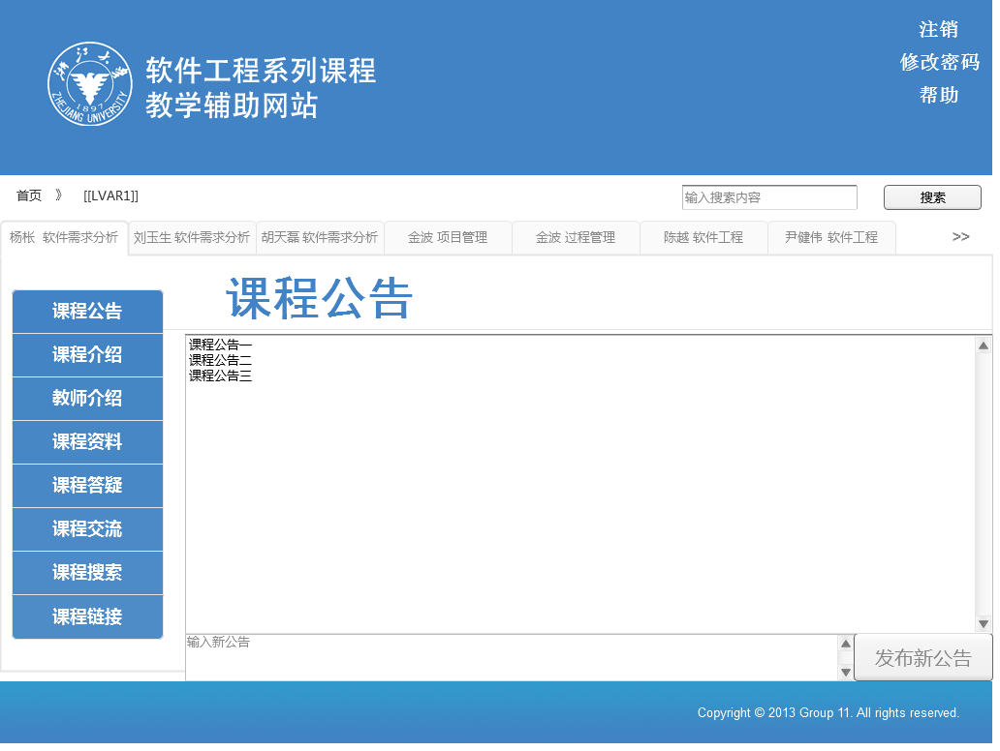 注销
修改密码
帮助
浙江大学
ZHEJIANG UNIVERSITY
1897
软件工程系列课程
教学辅助网站
首页 》 [[LVAR1]]
输入搜索内容
搜索
杨枨 软件需求分析
刘玉生 软件需求分析
胡天磊 软件需求分析
金波 项目管理
金波 过程管理
陈越 软件工程
尹健伟 软件工程
>>
课程公告
课程介绍
教师介绍
课程资料
课程答疑
课程交流
课程搜索
课程链接
课程公告
课程公告一
课程公告二
课程公告三
输入新公告
发布新公告
Copyright © 2013 Group 11. All rights reserved.